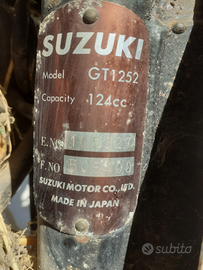 SUZUKI
Model GT1252
Capacity 124cc
E.NO
F.NO
SUZUKI MOTOR CO., LTD.
MADE IN JAPAN
subito